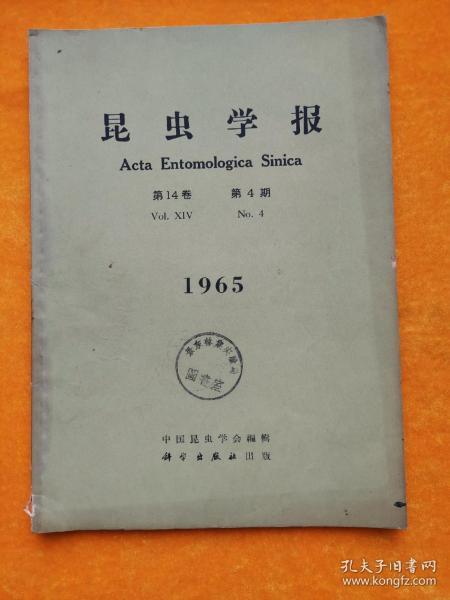 昆虫学报
Acta Entomologica Sinica
第14卷 第4期
Vol. XIV No. 4
1965
图书室
中国昆虫学会编輯
科学出版社出版
孔夫子旧书网
www.kongfz.com